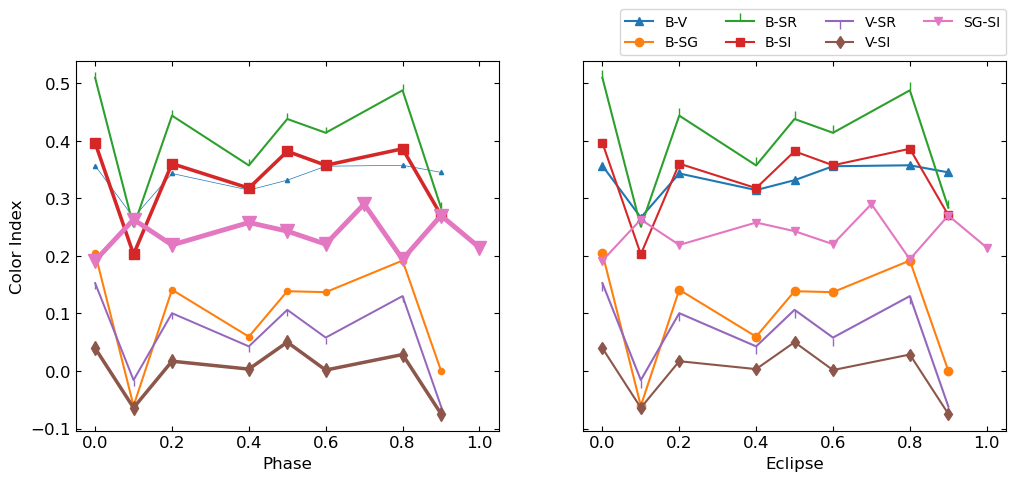 B-V B-SR V-SR SG-SI
B-SG B-SI V-SI
0.5
0.4
0.3
0.2
0.1
0.0
−0.1
Color Index
0.0 0.2 0.4 0.6 0.8 1.0
Phase
0.0 0.2 0.4 0.6 0.8 1.0
Eclipse